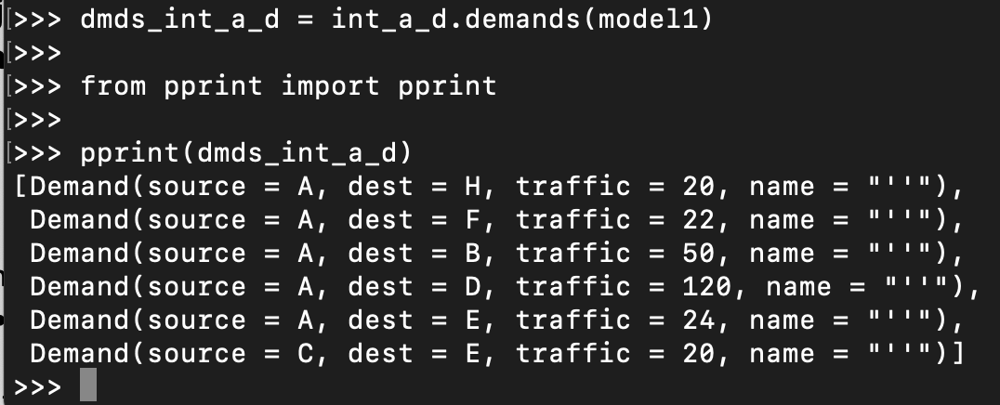 [>>> dmds_int_a_d = int_a_d.demands(model1)
[>>>
[>>> from pprint import pprint
[>>>
[>>> pprint(dmds_int_a_d)
[Demand(source = A, dest = H, traffic = 20, name = "''"),
 Demand(source = A, dest = F, traffic = 22, name = "''"),
 Demand(source = A, dest = B, traffic = 50, name = "''"),
 Demand(source = A, dest = D, traffic = 120, name = "''"),
 Demand(source = A, dest = E, traffic = 24, name = "''"),
 Demand(source = C, dest = E, traffic = 20, name = "''")]
>>>